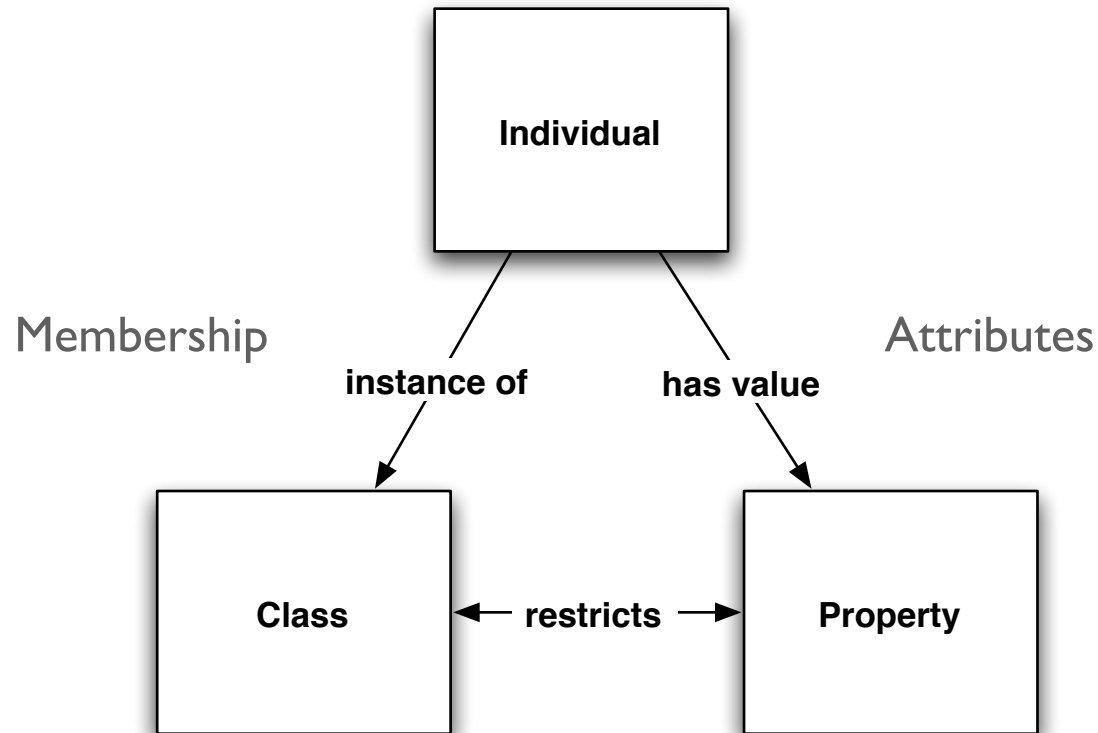 Individual
Membership
Attributes
instance of
has value
Class
restricts
Property